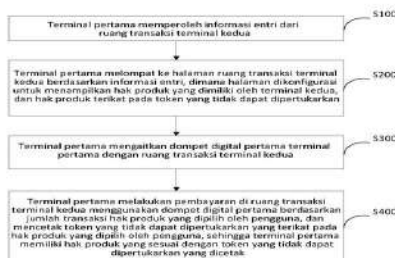 Terminal pertama memperoleh informasi entri dari
ruang transaksi terminal kedua
S100
Terminal pertama melompat ke halaman ruang transaksi terminal
kedua berdasarkan informasi entri, dimana halaman dikonfigurasi
untuk menampilkan hak produk yang dimiliki oleh terminal kedua,
dan hak produk terikat pada token yang tidak dapat dipertukarkan
S200
Terminal pertama mengaitkan dompet digital pertama terminal
pertama dengan ruang transaksi terminal kedua
S300
Terminal pertama melakukan pembayaran di ruang transaksi
terminal kedua menggunakan dompet digital pertama berdasarkan
jumlah transaksi hak produk yang dipilih oleh pengguna, dan
mencetak token yang tidak dapat dipertukarkan yang terikat pada
hak produk yang dipilih oleh pengguna, sehingga terminal pertama
memiliki hak produk yang sesuai dengan token yang tidak dapat
dipertukarkan yang dicetak
S400